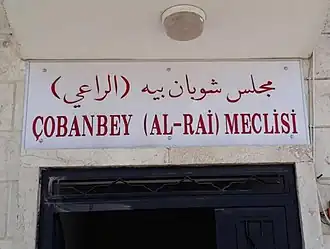 مجلس شوبان بيه (الراعي)
ÇOBANBEY (AL-RAİ) MECLİSİ